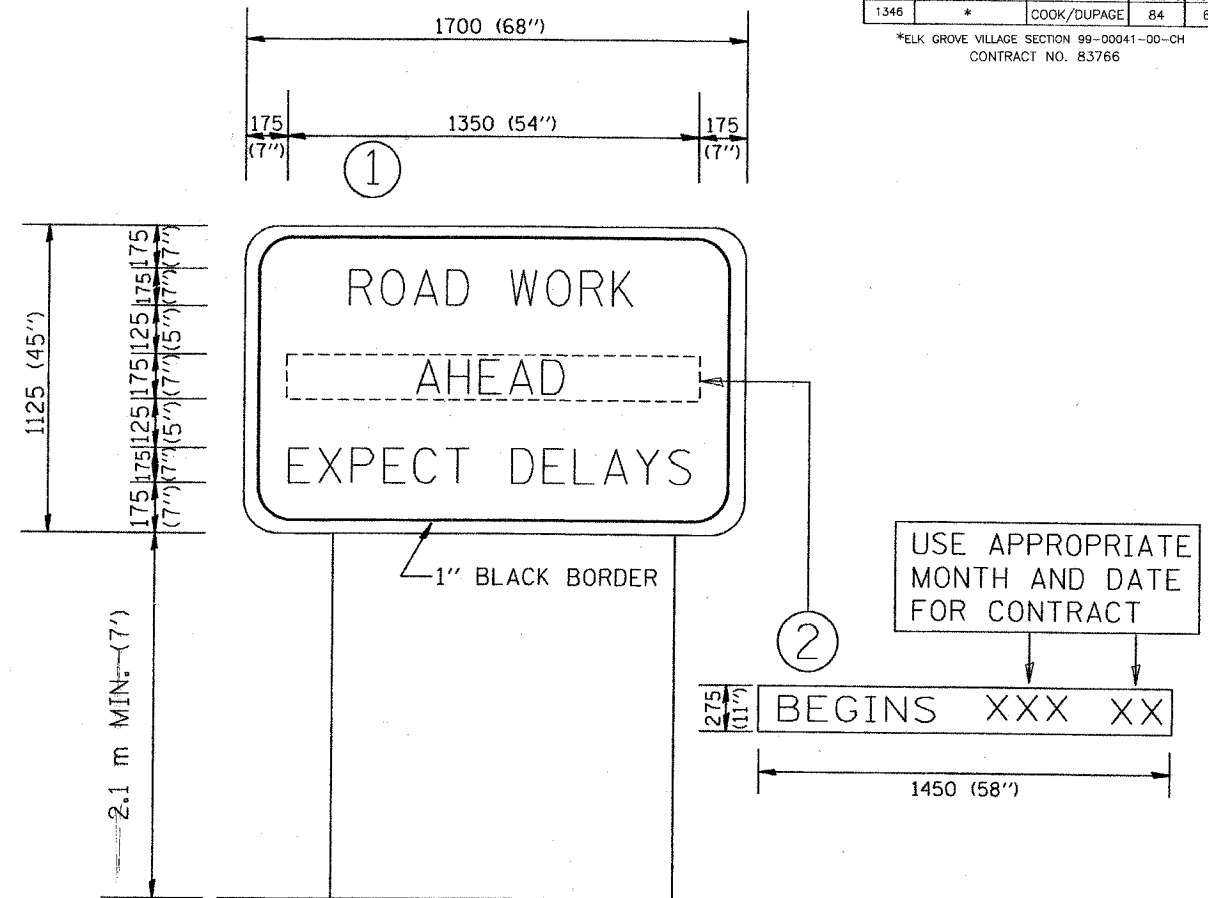 1700 (68'')
1346 * COOK/DUPAGE 84 6
*ELK GROVE VILLAGE SECTION 99-00041-00-CH
CONTRACT NO. 83766
175 (7'')
1350 (54'')
175 (7'')
1
1125 (45'')
175 (7'')
175 (7'')
125 (5'')
175 (7'')
125 (5'')
175 (7'')
175 (7'')
ROAD WORK
AHEAD
EXPECT DELAYS
1'' BLACK BORDER
2.1 m MIN. (7')
USE APPROPRIATE
MONTH AND DATE
FOR CONTRACT
2
275 (11'')
BEGINS XXX XX
1450 (58'')